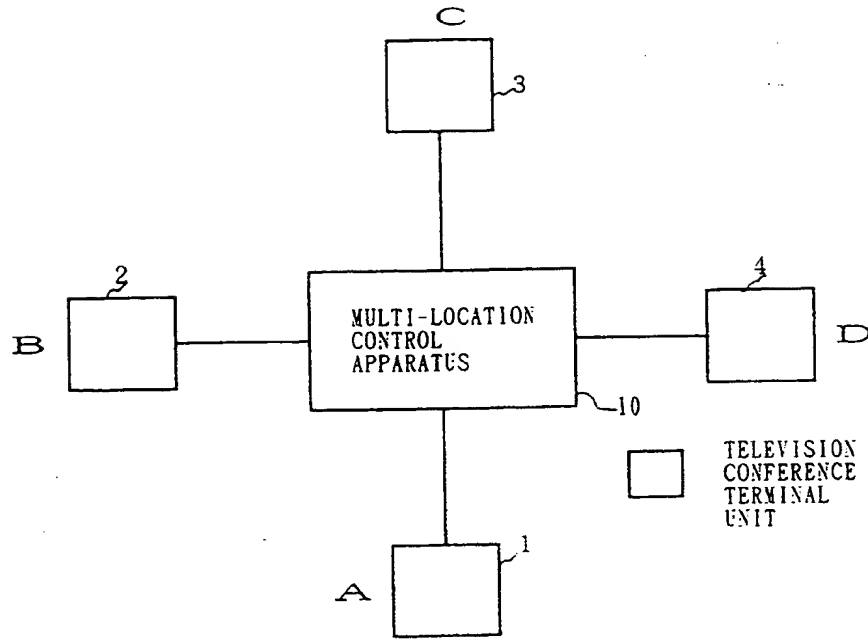 C
3
2
4
B
MULTI-LOCATION
CONTROL
APPARATUS
D
10
TELEVISION
CONFERENCE
TERMINAL
UNIT
1
A